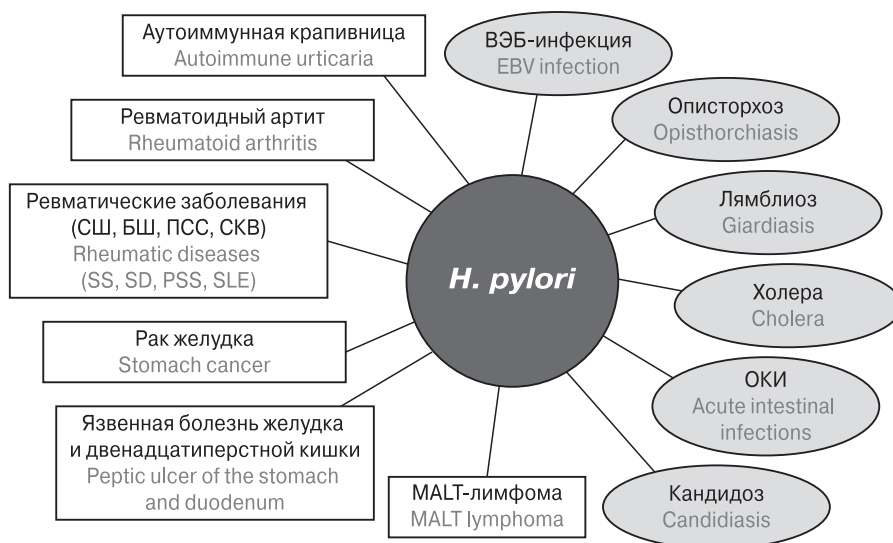 Аутоиммунная крапивница
Autoimmune urticaria
Ревматоидный артит
Rheumatoid arthritis
Ревматические заболевания
(СШ, БШ, ПСС, СКВ)
Rheumatic diseases
(SS, SD, PSS, SLE)
Рак желудка
Stomach cancer
Язвенная болезнь желудка
и двенадцатиперстной кишки
Peptic ulcer of the stomach
and duodenum
MALT-лимфома
MALT lymphoma
H. pylori
ВЭБ-инфекция
EBV infection
Описторхоз
Opisthorchiasis
Лямблиоз
Giardiasis
Холера
Cholera
ОКИ
Acute intestinal
infections
Кандидоз
Candidiasis